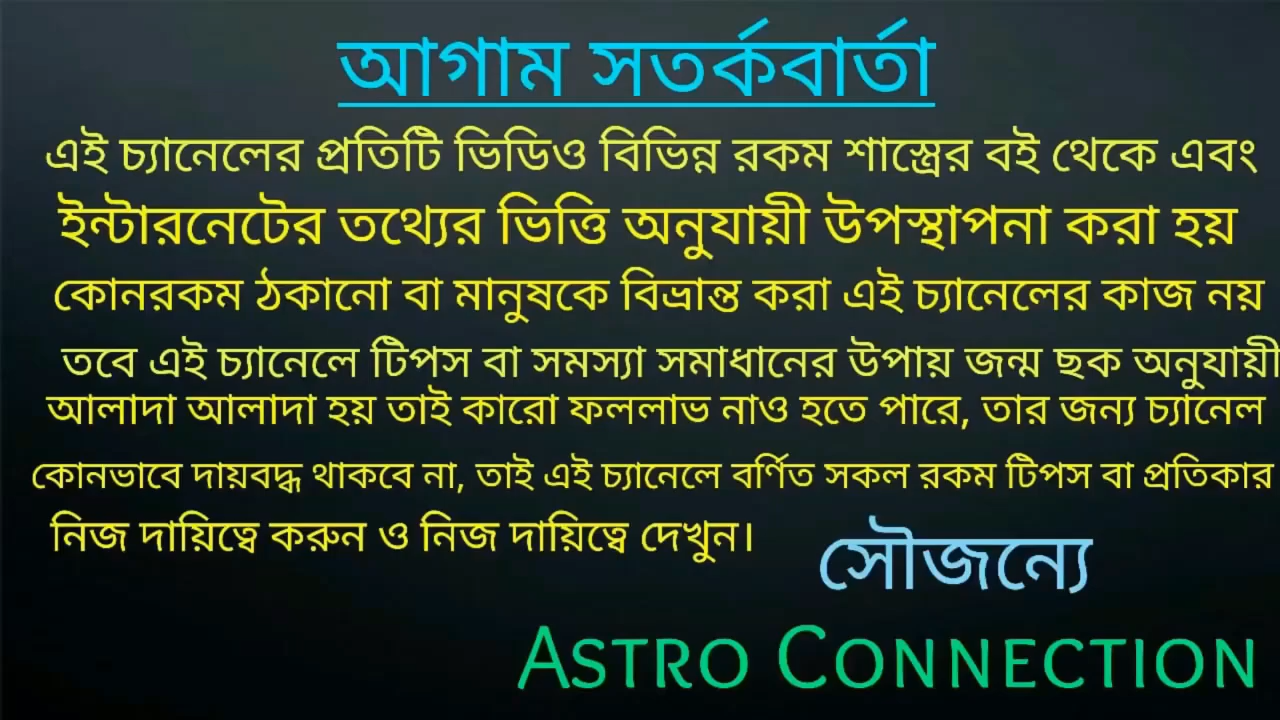 আগাম সতর্কবার্তা
এই চ্যানেলের প্রতিটি ভিডিও বিভিন্ন রকম শাস্ত্রের বই থেকে এবং
ইন্টারনেটের তথ্যের ভিত্তি অনুযায়ী উপস্থাপনা করা হয়
কোনরকম ঠকানো বা মানুষকে বিভ্রান্ত করা এই চ্যানেলের কাজ নয়
তবে এই চ্যানেলে টিপস বা সমস্যা সমাধানের উপায় জন্ম ছক অনুযায়ী
আলাদা আলাদা হয় তাই কারো ফললাভ নাও হতে পারে, তার জন্য চ্যানেল
কোনভাবে দায়বদ্ধ থাকবে না, তাই এই চ্যানেলে বর্ণিত সকল রকম টিপস বা প্রতিকার
নিজ দায়িত্বে করুন ও নিজ দায়িত্বে দেখুন।
সৌজন্যে
ASTRO CONNECTION